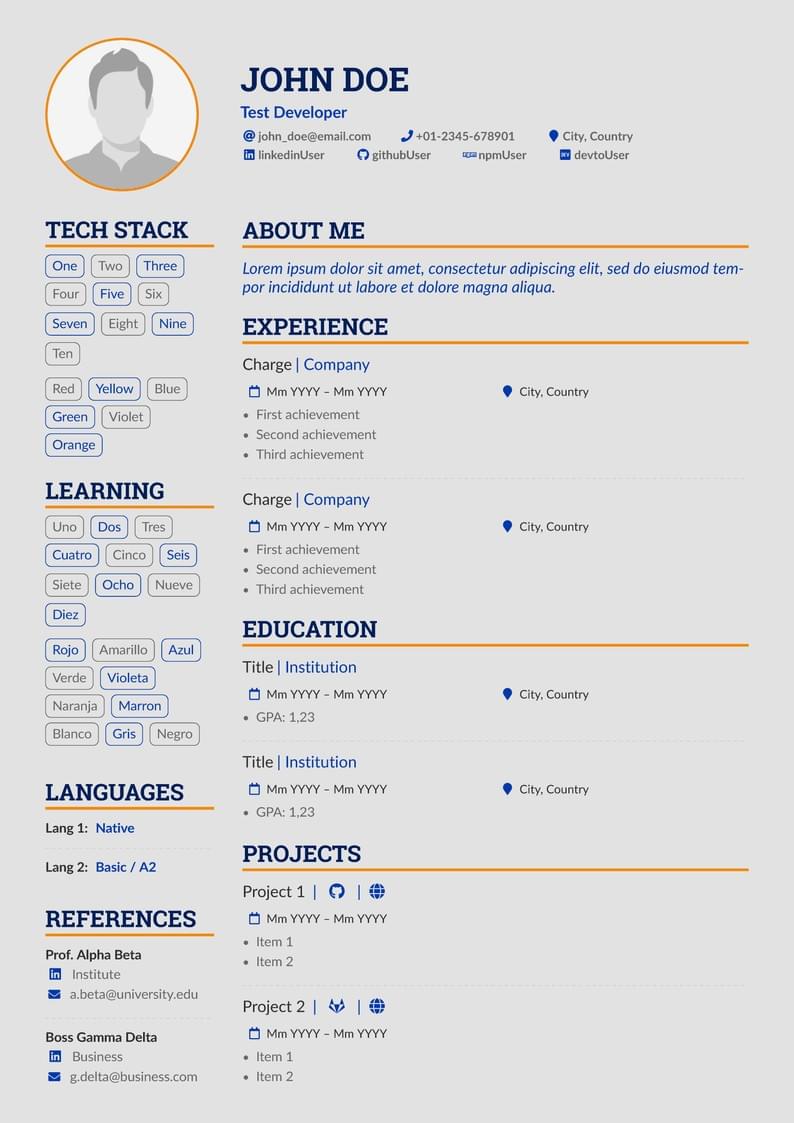 JOHN DOE
Test Developer
john_doe@email.com +01-2345-678901 City, Country
linkedinUser githubUser npmUser devtoUser
TECH STACK
One Two Three
Four Five Six
Seven Eight Nine
Ten
Red Yellow Blue
Green Violet
Orange
LEARNING
Uno Dos Tres
Cuatro Cinco Seis
Siete Ocho Nueve
Diez
Rojo Amarillo Azul
Verde Violeta
Naranja Marron
Blanco Gris Negro
LANGUAGES
Lang 1: Native
Lang 2: Basic / A2
REFERENCES
Prof. Alpha Beta
Institute
a.beta@university.edu
Boss Gamma Delta
Business
g.delta@business.com
ABOUT ME
Lorem ipsum dolor sit amet, consectetur adipiscing elit, sed do eiusmod tem-
por incididunt ut labore et dolore magna aliqua.
EXPERIENCE
Charge | Company
Mm YYYY – Mm YYYY City, Country
• First achievement
• Second achievement
• Third achievement
Charge | Company
Mm YYYY – Mm YYYY City, Country
• First achievement
• Second achievement
• Third achievement
EDUCATION
Title | Institution
Mm YYYY – Mm YYYY City, Country
• GPA: 1,23
Title | Institution
Mm YYYY – Mm YYYY City, Country
• GPA: 1,23
PROJECTS
Project 1 | |
Mm YYYY – Mm YYYY
• Item 1
• Item 2
Project 2 | |
Mm YYYY – Mm YYYY
• Item 1
• Item 2